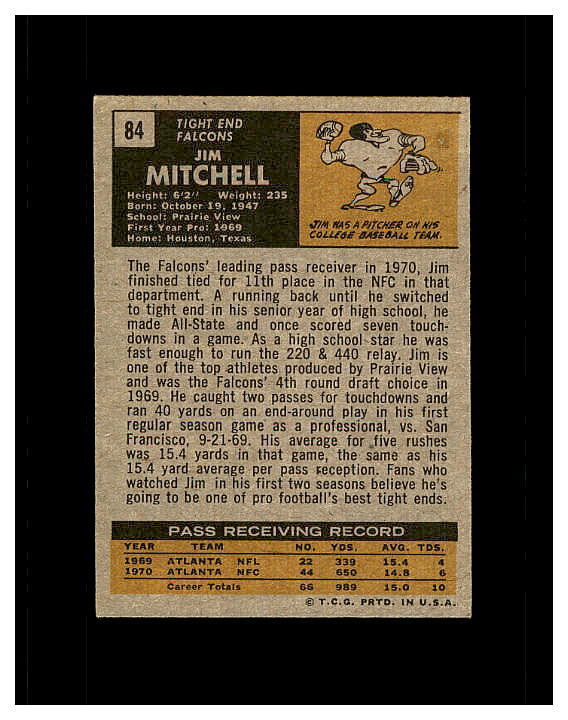 84
TIGHT END
FALCONS
JIM
MITCHELL
Height: 6'2" Weight: 235
Born: October 19, 1947
School: Prairie View
First Year Pro: 1969
Home: Houston, Texas
JIM WAS A PITCHER ON HIS
COLLEGE BASEBALL TEAM.
The Falcons' leading pass receiver in 1970, Jim
finished tied for 11th place in the NFC in that
department. A running back until he switched
to tight end in his senior year of high school, he
made All-State and once scored seven touch-
downs in a game. As a high school star he was
fast enough to run the 220 & 440 relay. Jim is
one of the top athletes produced by Prairie View
and was the Falcons' 4th round draft choice in
1969. He caught two passes for touchdowns and
ran 40 yards on an end-around play in his first
regular season game as a professional, vs. San
Francisco, 9-21-69. His average for five rushes
was 15.4 yards in that game, the same as his
15.4 yard average per pass reception. Fans who
watched Jim in his first two seasons believe he's
going to be one of pro football's best tight ends.
PASS RECEIVING RECORD
YEAR TEAM NO. YDS. AVG. TDS.
1969 ATLANTA NFL 22 339 15.4 4
1970 ATLANTA NFC 44 650 14.8 6
Career Totals 66 989 15.0 10
© T.C.G. PRTD. IN U.S.A.